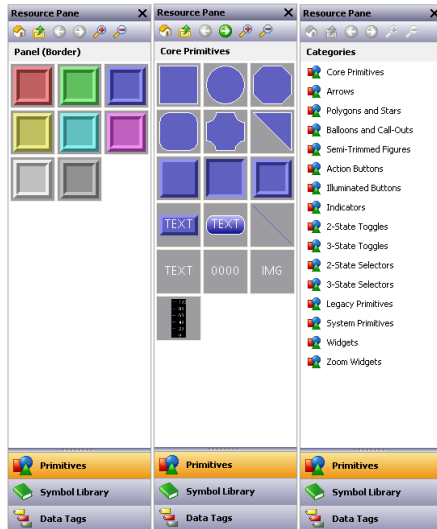 Resource Pane
Panel (Border)
Primitives
Symbol Library
Data Tags
Resource Pane
Core Primitives
TEXT
TEXT
TEXT
0000
IMG
Primitives
Symbol Library
Data Tags
Resource Pane
Categories
Core Primitives
Arrows
Polygons and Stars
Balloons and Call-Outs
Semi-Trimmed Figures
Action Buttons
Illuminated Buttons
Indicators
2-State Toggles
3-State Toggles
2-State Selectors
3-State Selectors
Legacy Primitives
System Primitives
Widgets
Zoom Widgets
Primitives
Symbol Library
Data Tags